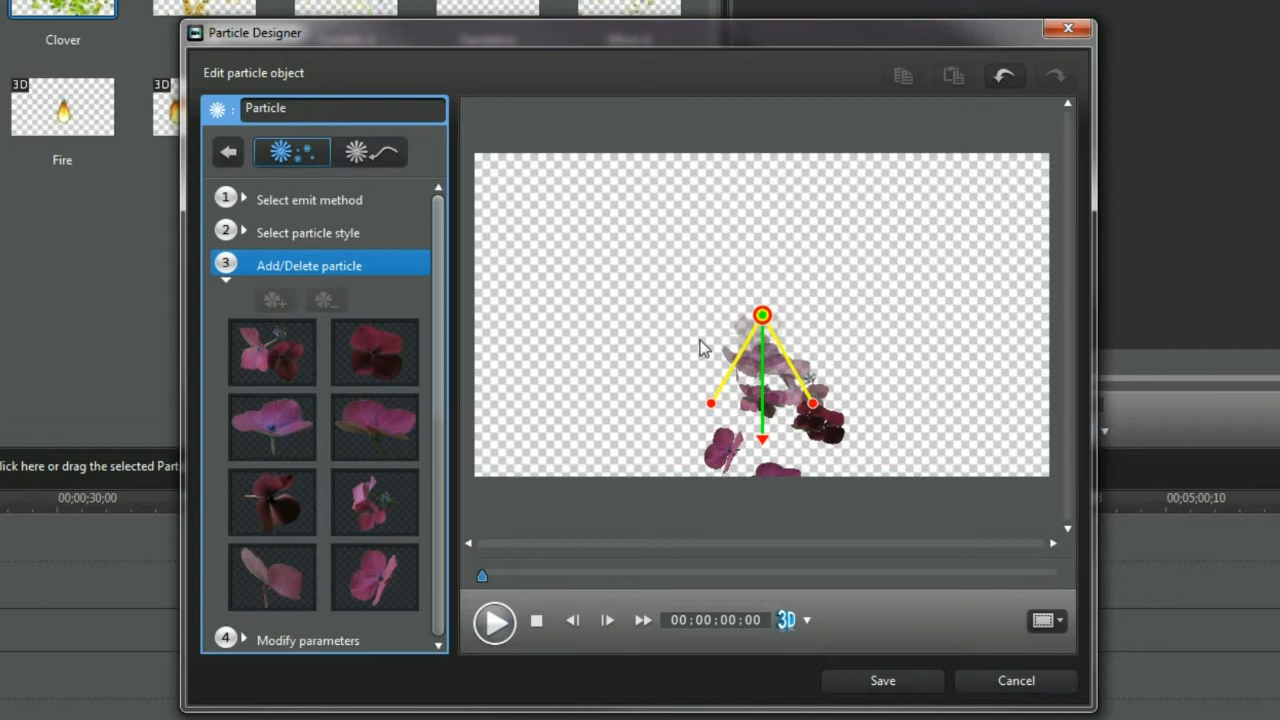 Clover
3D
3D
Fire
Particle Designer
Edit particle object
Particle
1 Select emit method
2 Select particle style
3 Add/Delete particle
4 Modify parameters
lick here or drag the selected Part
00;00;30;00
00;05;00;10
00;00;00;00
3D
Save
Cancel